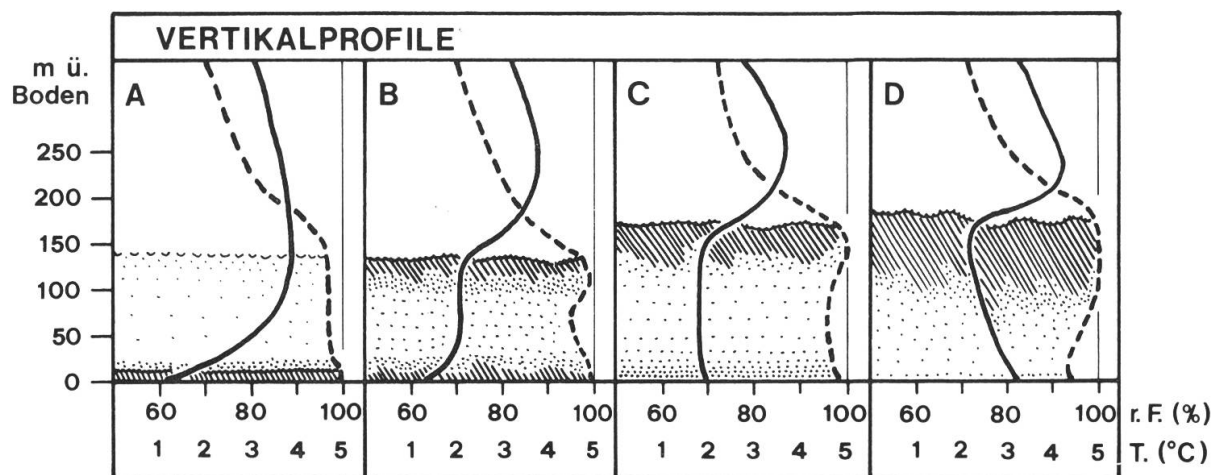 VERTIKALPROFILE
m ü.
Boden
A
B
C
D
250
200
150
100
50
0
60 80 100 60 80 100 60 80 100 60 80 100 r.F.(%)
1 2 3 4 5 1 2 3 4 5 1 2 3 4 5 1 2 3 4 5 T.(°C)